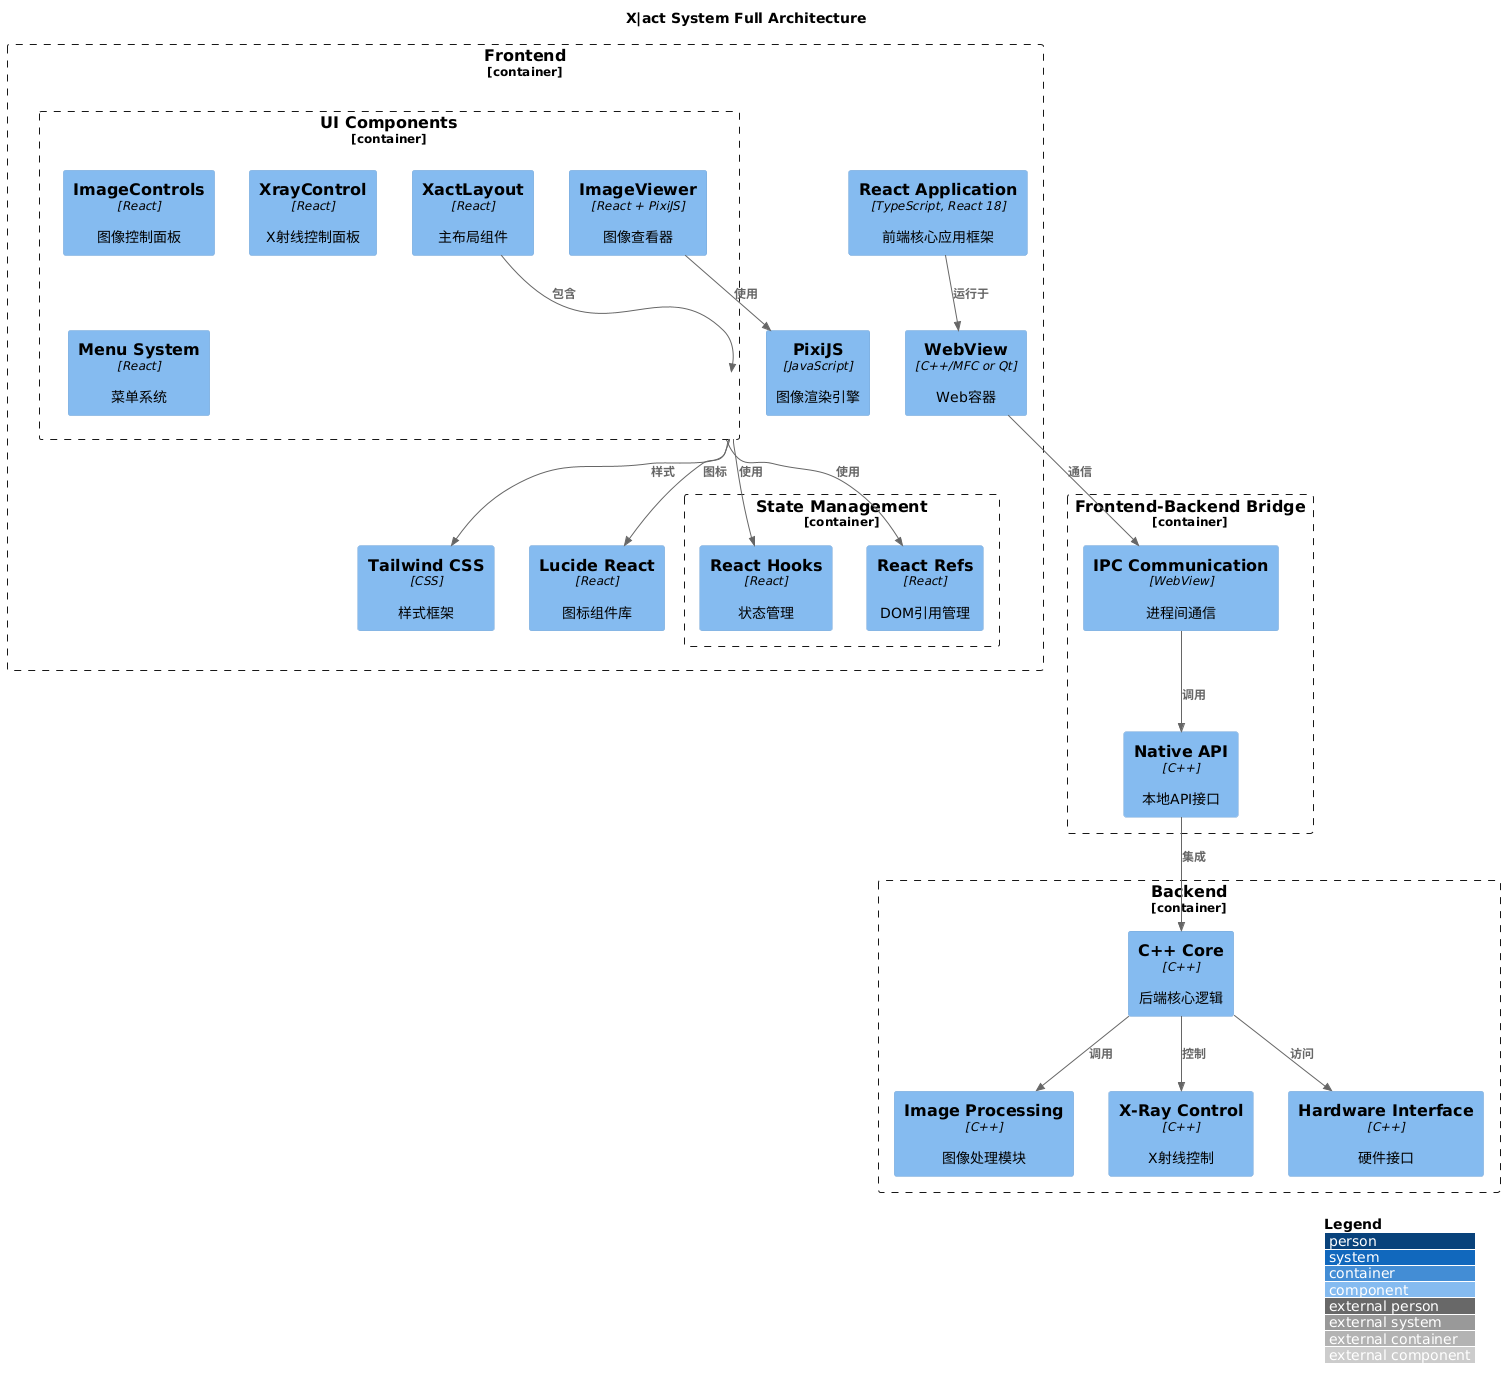 X|act System Full Architecture
Frontend
[container]
UI Components
[container]
ImageControls
[React]
图像控制面板
XrayControl
[React]
X射线控制面板
XactLayout
[React]
主布局组件
ImageViewer
[React + PixiJS]
图像查看器
React Application
[TypeScript, React 18]
前端核心应用框架
包含
使用
运行于
Menu System
[React]
菜单系统
PixiJS
[JavaScript]
图像渲染引擎
WebView
[C++/MFC or Qt]
Web容器
样式
图标
使用
使用
通信
State Management
[container]
Frontend-Backend Bridge
[container]
Tailwind CSS
[CSS]
样式框架
Lucide React
[React]
图标组件库
React Hooks
[React]
状态管理
React Refs
[React]
DOM引用管理
IPC Communication
[WebView]
进程间通信
调用
Native API
[C++]
本地API接口
集成
Backend
[container]
C++ Core
[C++]
后端核心逻辑
调用
控制
访问
Image Processing
[C++]
图像处理模块
X-Ray Control
[C++]
X射线控制
Hardware Interface
[C++]
硬件接口
Legend
person
system
container
component
external person
external system
external container
external component